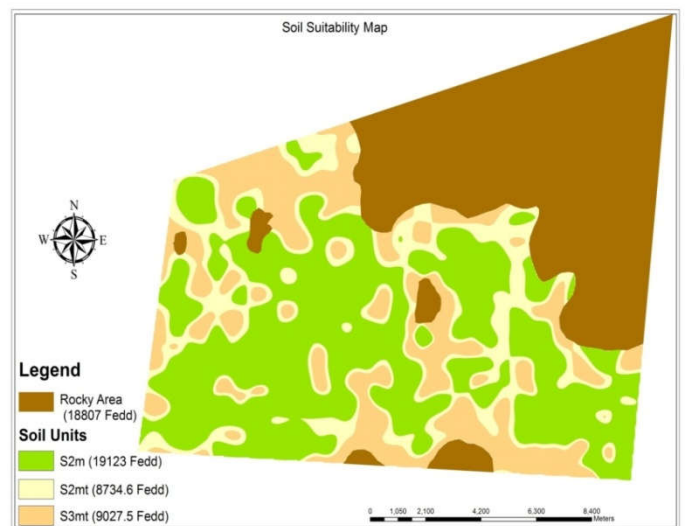 Soil Suitability Map
N
W E
S
Legend
Rocky Area
(18807 Fedd)
Soil Units
S2m (19123 Fedd)
S2mt (8734.6 Fedd)
S3mt (9027.5 Fedd)
0 1,050 2,100 4,200 6,300 8,400
Meters